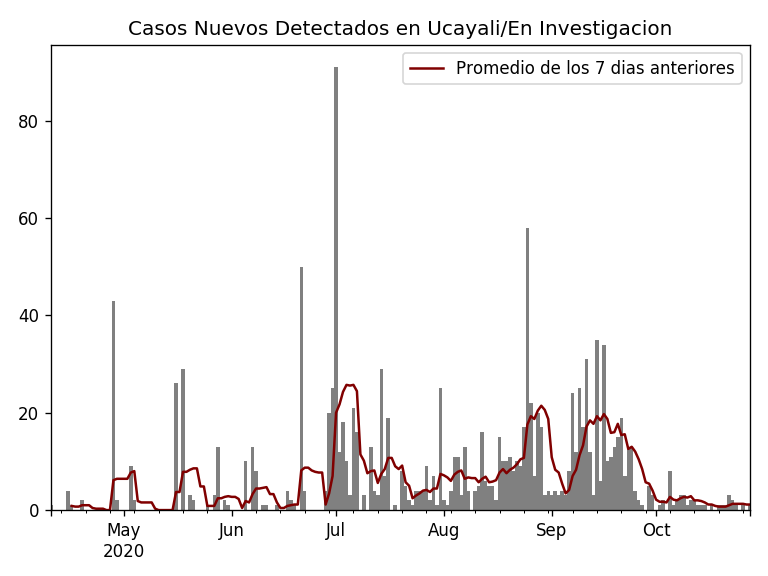 Casos Nuevos Detectados en Ucayali/En Investigacion
Promedio de los 7 dias anteriores
80
60
40
20
0
May
2020
Jun
Jul
Aug
Sep
Oct